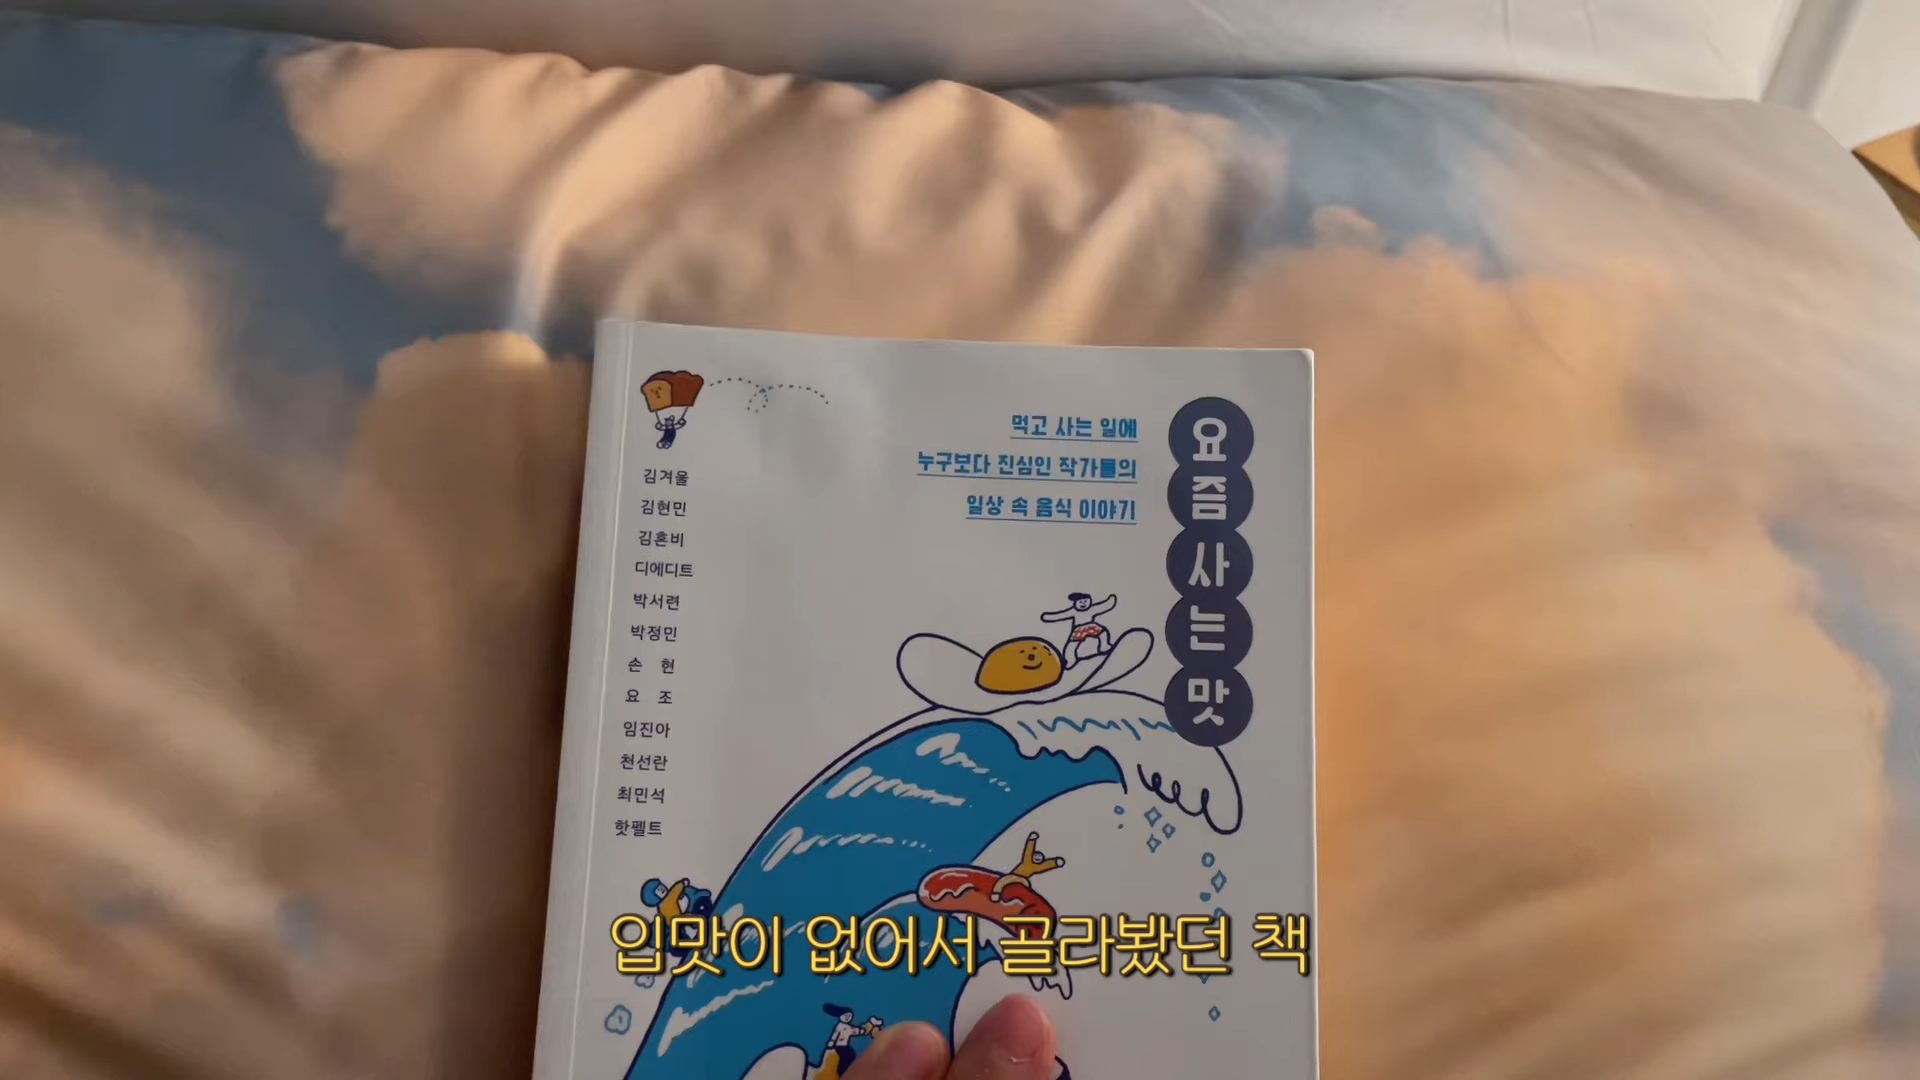 먹고 사는 일에
누구보다 진심인 작가들의
일상 속 음식 이야기
요즘 사는 맛
김겨울
김현민
김혼비
디에디트
박서련
박정민
손 현
요 조
임진아
천선란
최민석
핫펠트
입맛이 없어서 골라봤던 책